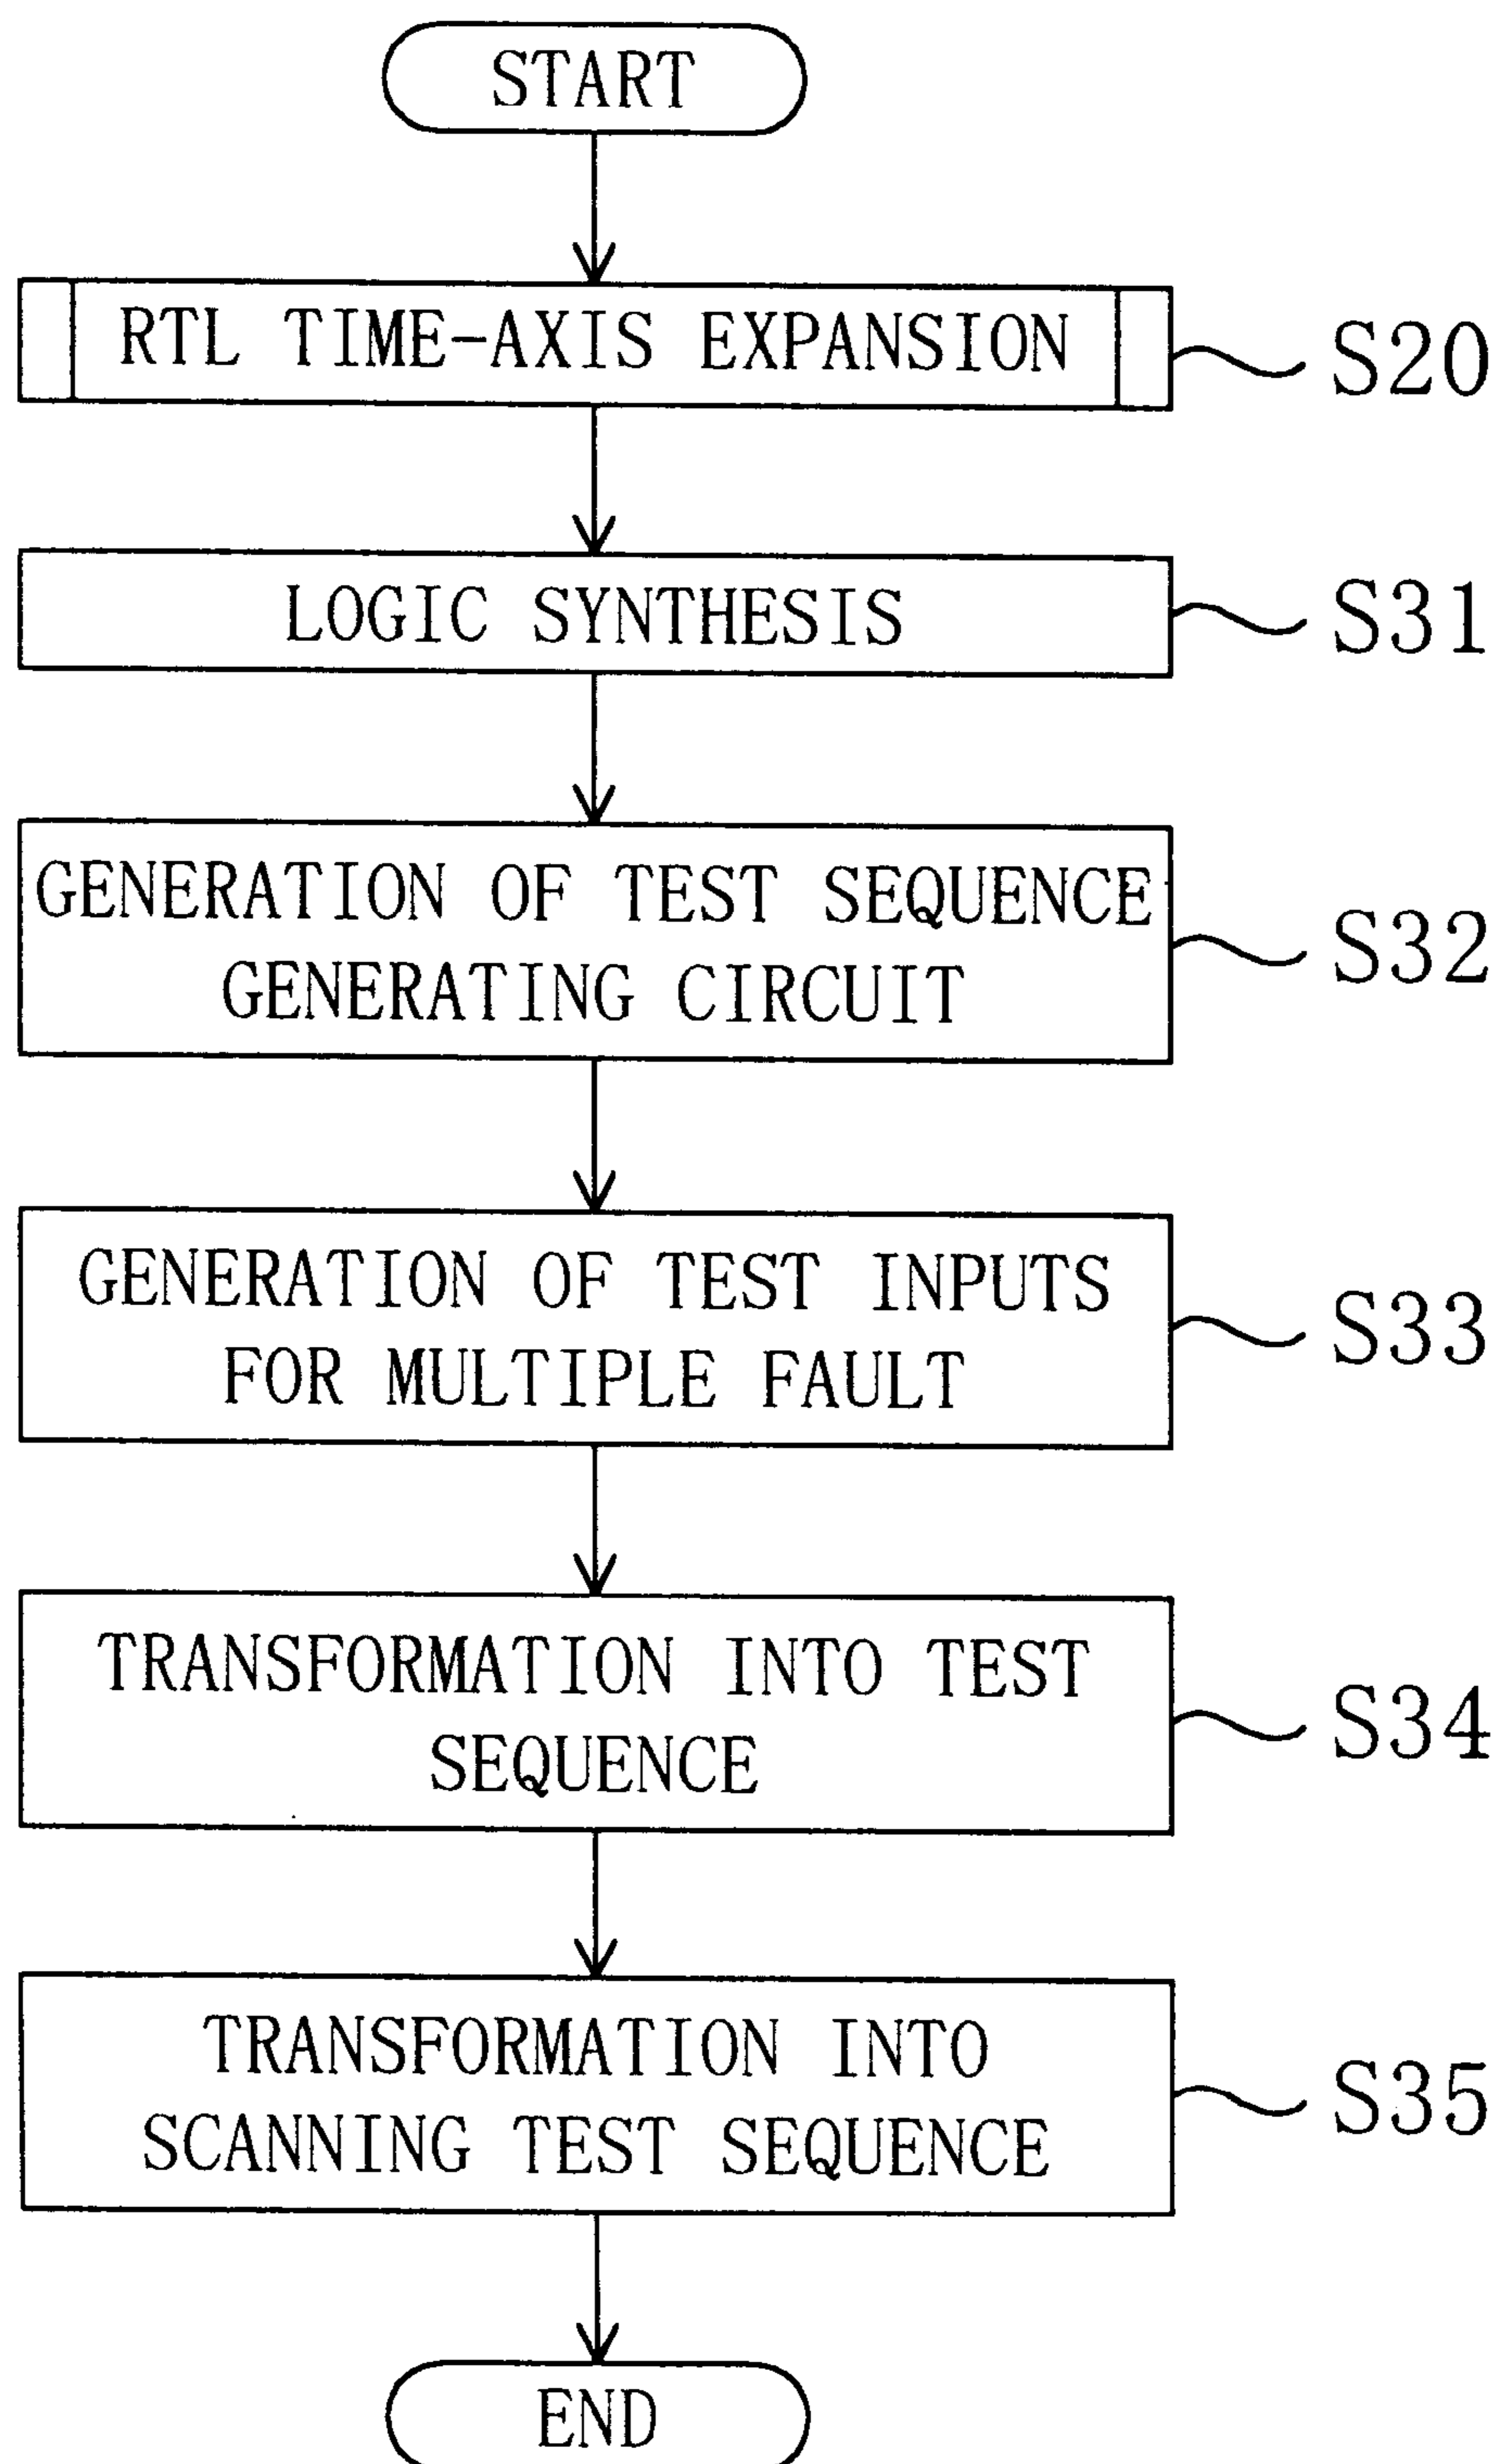 START
RTL TIME-AXIS EXPANSION
S20
LOGIC SYNTHESIS
S31
GENERATION OF TEST SEQUENCE
GENERATING CIRCUIT
S32
GENERATION OF TEST INPUTS
FOR MULTIPLE FAULT
S33
TRANSFORMATION INTO TEST
SEQUENCE
S34
TRANSFORMATION INTO
SCANNING TEST SEQUENCE
S35
END